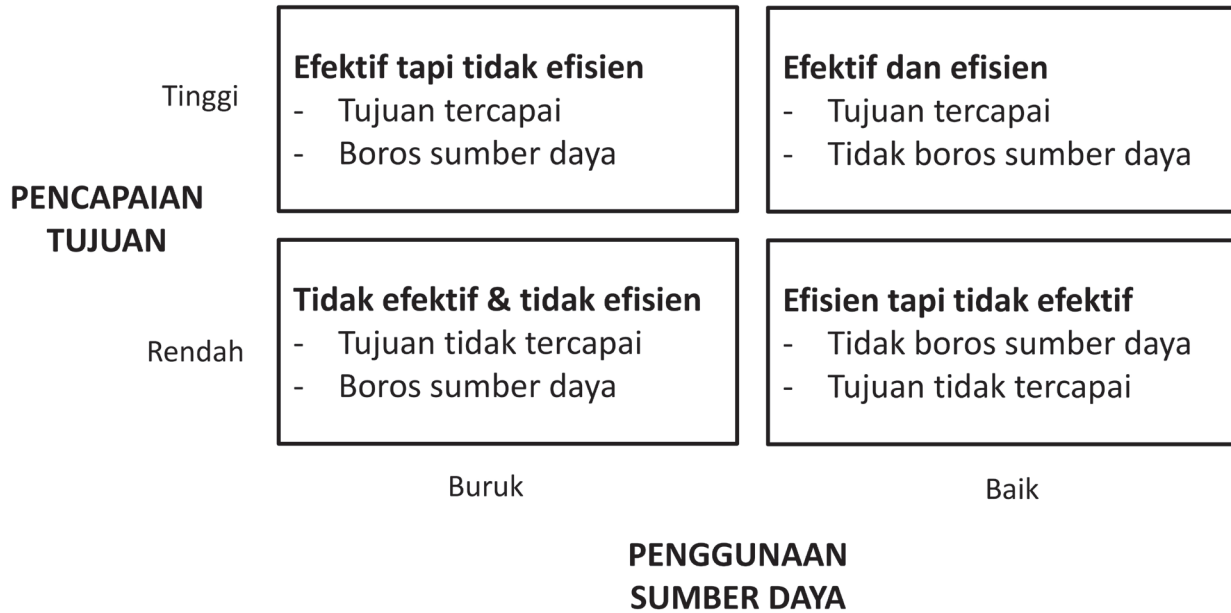 Tinggi
Efektif tapi tidak efisien
- Tujuan tercapai
- Boros sumber daya
Efektif dan efisien
- Tujuan tercapai
- Tidak boros sumber daya
PENCAPAIAN
TUJUAN
Rendah
Tidak efektif & tidak efisien
- Tujuan tidak tercapai
- Boros sumber daya
Efisien tapi tidak efektif
- Tidak boros sumber daya
- Tujuan tidak tercapai
Buruk
Baik
PENGGUNAAN
SUMBER DAYA